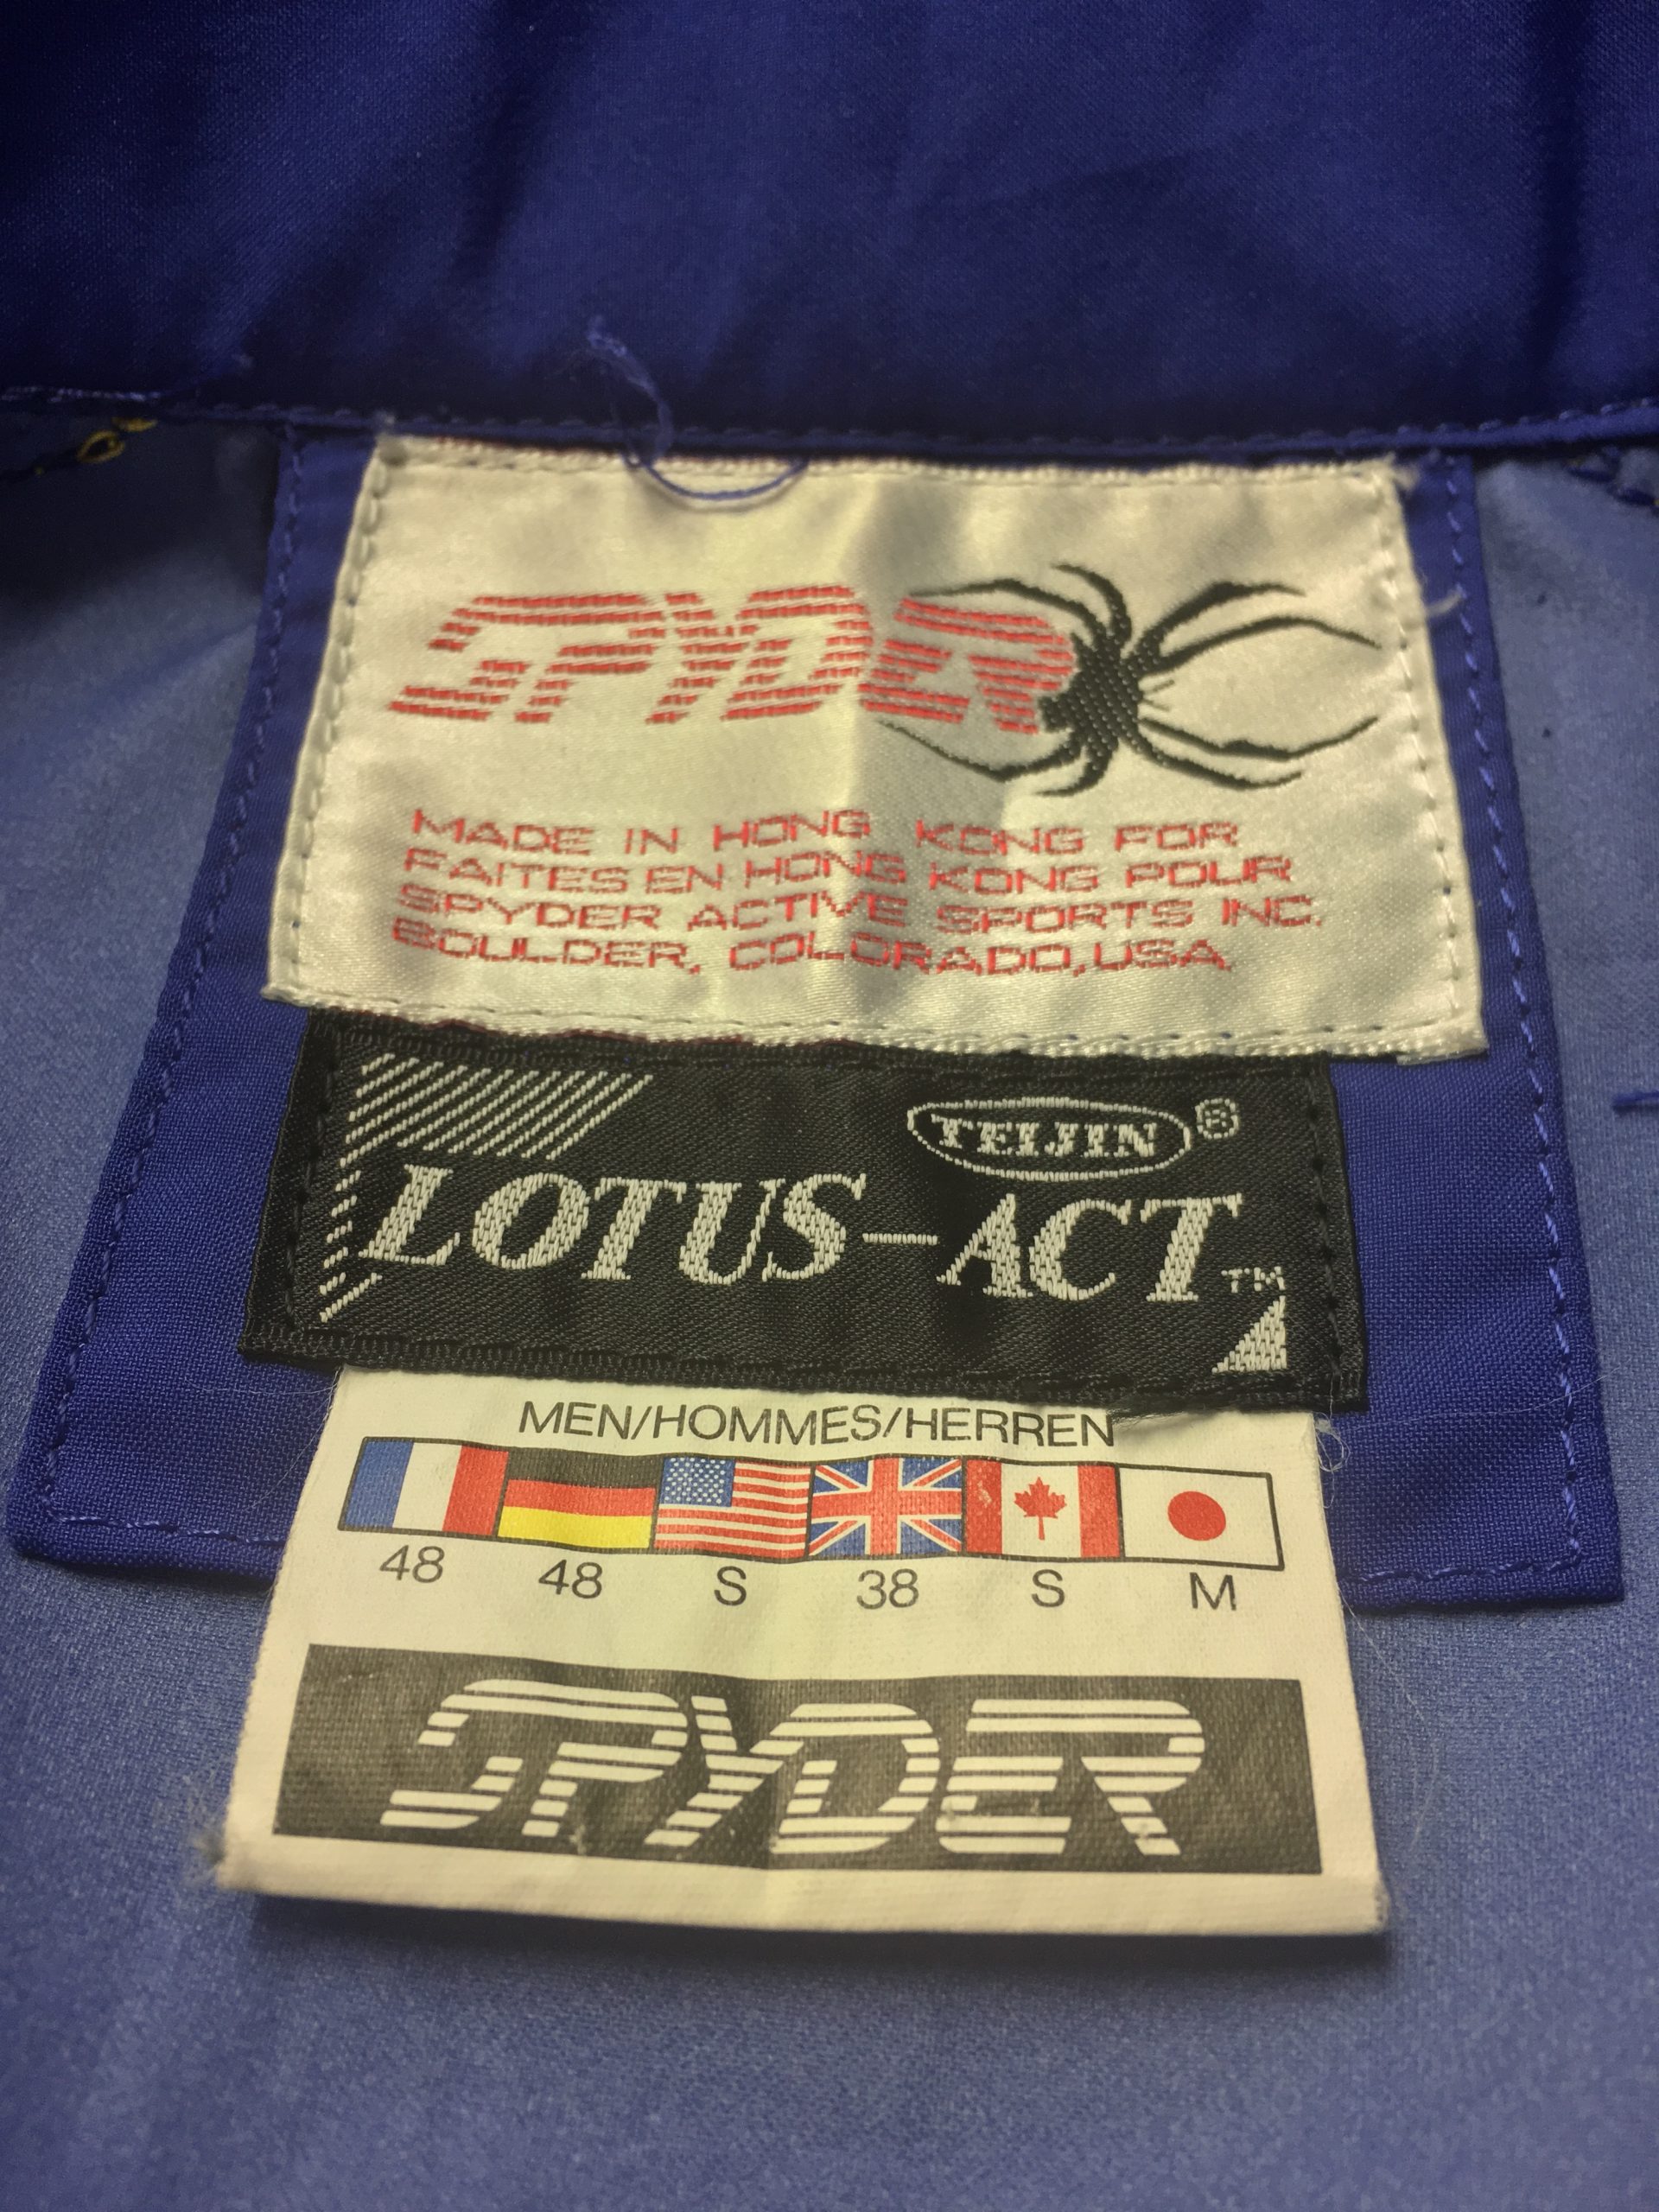 SPYDER
MADE IN HONG KONG FOR
FAITES EN HONG KONG POUR
SPYDER ACTIVE SPORTS INC.
BOULDER, COLORADO, USA.
TEIJIN®
LOTUS-ACT™
MEN/HOMMES/HERREN
48 48 S 38 S M
SPYDER